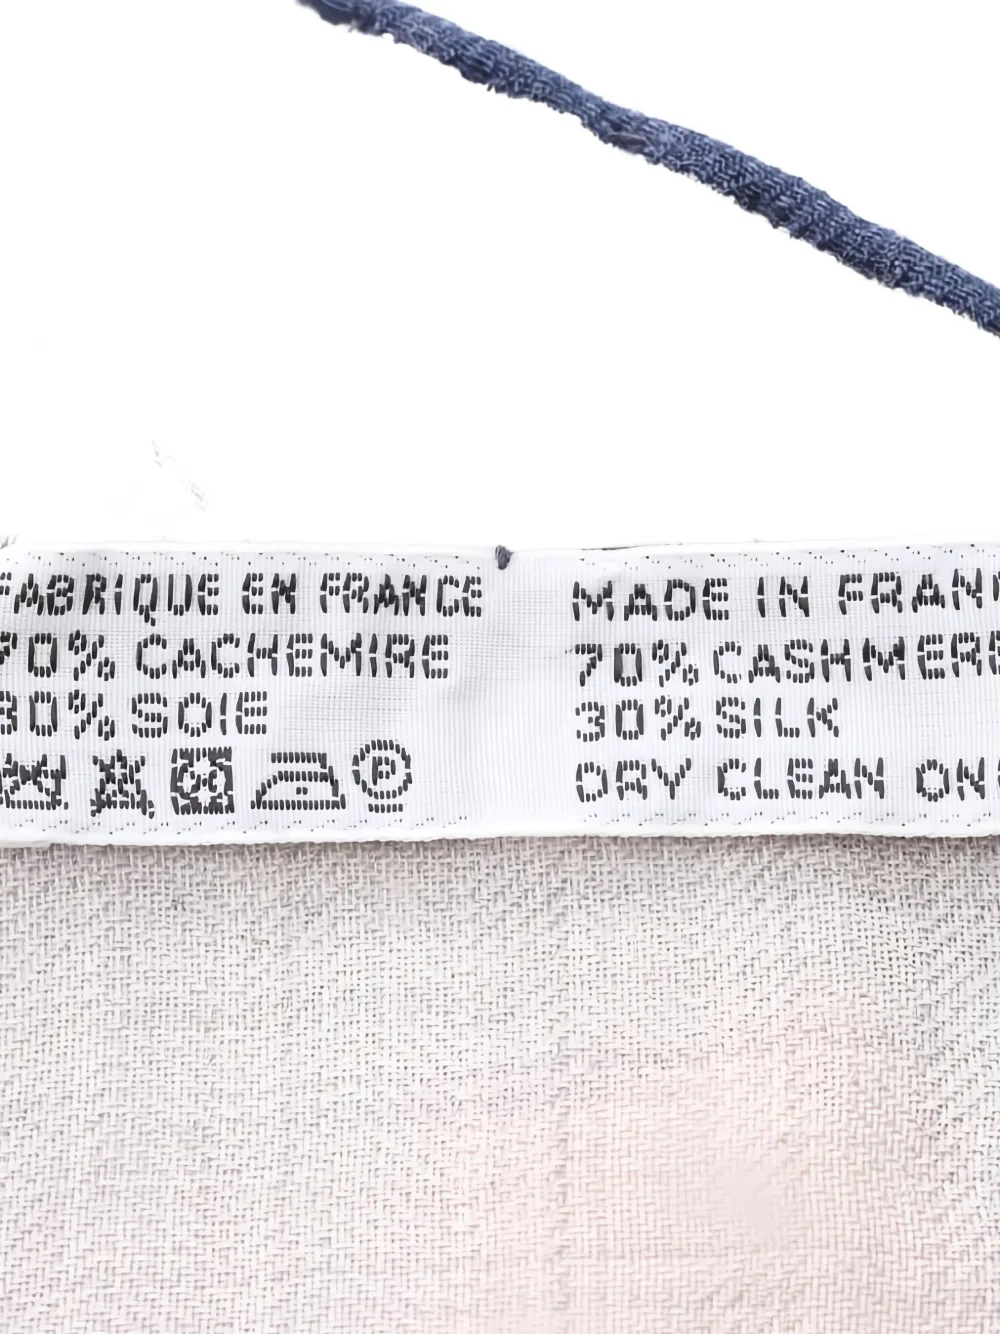 FABRIQUE EN FRANCE
70% CACHEMIRE
30% SOIE
P
MADE IN FRAN
70% CASHMERE
30% SILK
DRY CLEAN ON